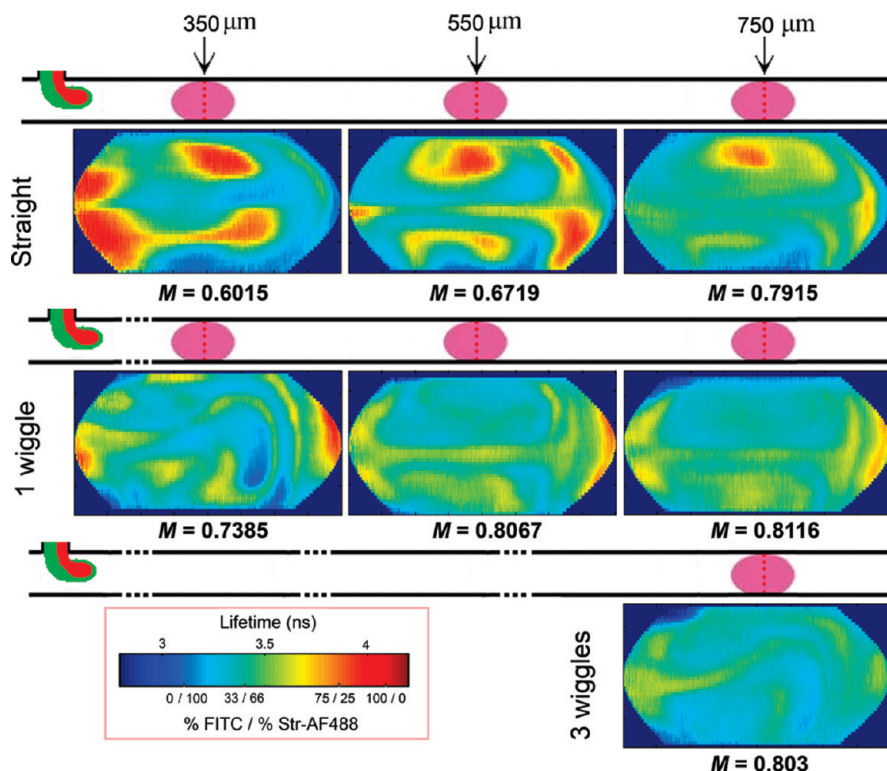 350 µm
550 µm
750 µm
Straight
M = 0.6015
M = 0.6719
M = 0.7915
1 wiggle
M = 0.7385
M = 0.8067
M = 0.8116
3 wiggles
Lifetime (ns)
3 3.5 4
0 / 100 33 / 66 75 / 25 100 / 0
% FITC / % Str-AF488
M = 0.803